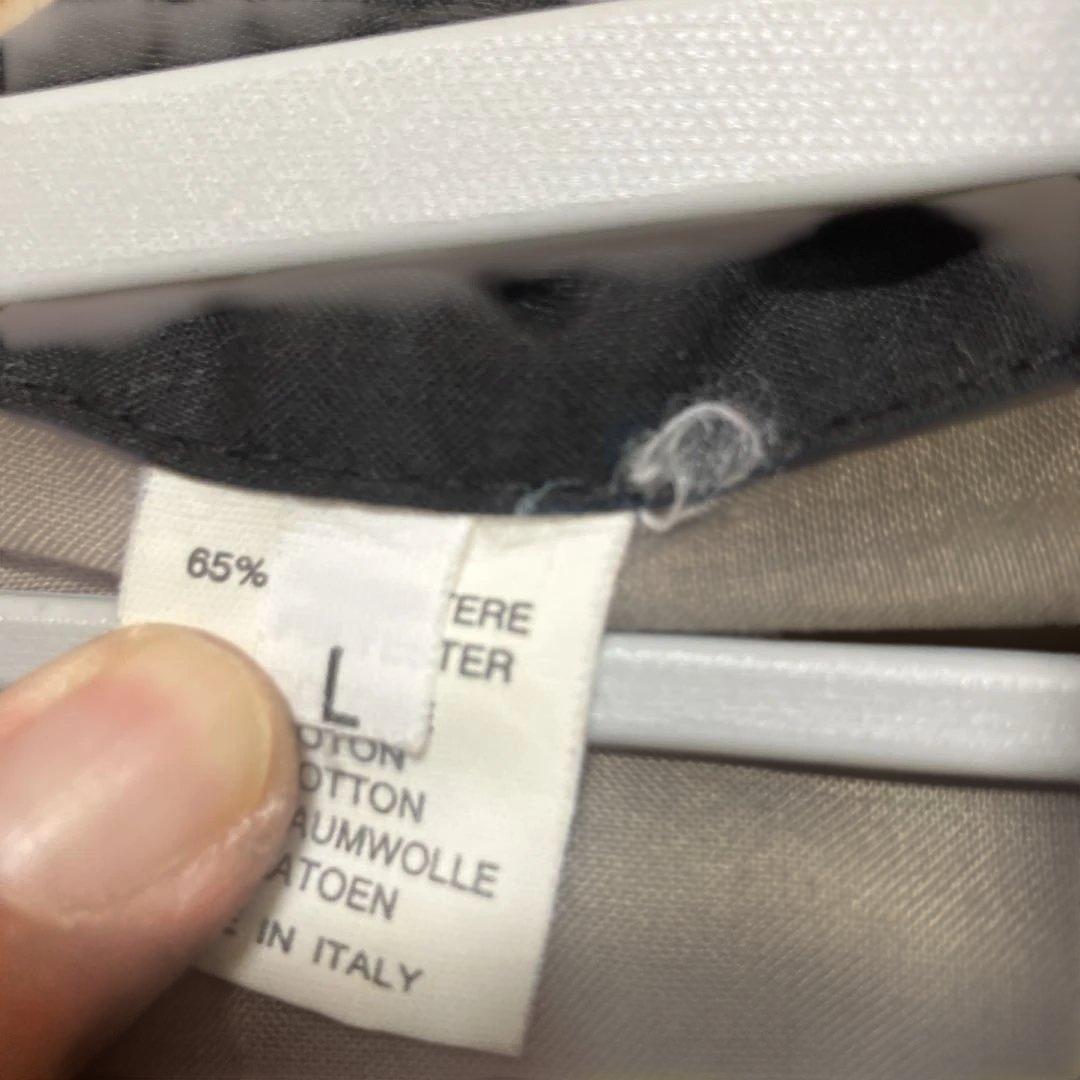 65%
TERE
TER
L
OTON
OTTON
AUMWOLLE
ATOEN
E IN ITALY